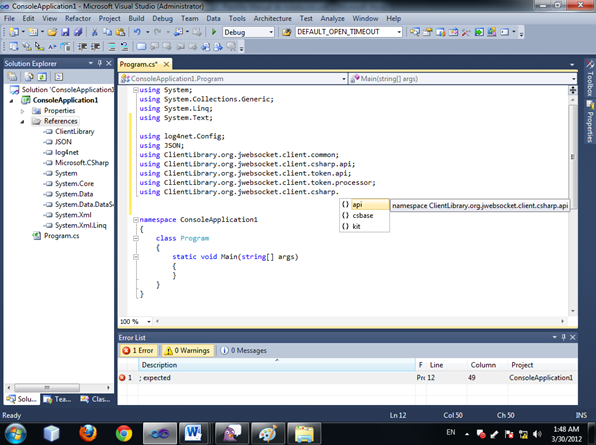 ConsoleApplication1 - Microsoft Visual Studio (Administrator)
File Edit View Refactor Project Build Debug Team Data Tools Architecture Test Analyze Window Help
Debug DEFAULT_OPEN_TIMEOUT
Solution Explorer
Solution 'ConsoleApplication1
ConsoleApplication1
Properties
References
ClientLibrary
JSON
log4net
Microsoft.CSharp
System
System.Core
System.Data
System.Data.DataS
System.Xml
System.Xml.Linq
Program.cs
Solu... Tea... Clas...
Program.cs*
ConsoleApplication1.Program Main(string[] args)
using System;
using System.Collections.Generic;
using System.Linq;
using System.Text;
using log4net.Config;
using JSON;
using ClientLibrary.org.jwebsocket.client.common;
using ClientLibrary.org.jwebsocket.client.csharp.api;
using ClientLibrary.org.jwebsocket.client.token.api;
using ClientLibrary.org.jwebsocket.client.token.processor;
using ClientLibrary.org.jwebsocket.client.csharp.
{} api namespace ClientLibrary.org.jwebsocket.client.csharp.api
{} csbase
{} kit
namespace ConsoleApplication1
{
class Program
{
static void Main(string[] args)
{
}
}
}
100 %
Toolbox
Properties
Error List
1 Error 0 Warnings 0 Messages
Description F Line Column Project
1 ; expected Pr 12 49 ConsoleApplication1
Ready Ln 12 Col 50 Ch 50 INS
EN 1:48 AM
3/30/2012